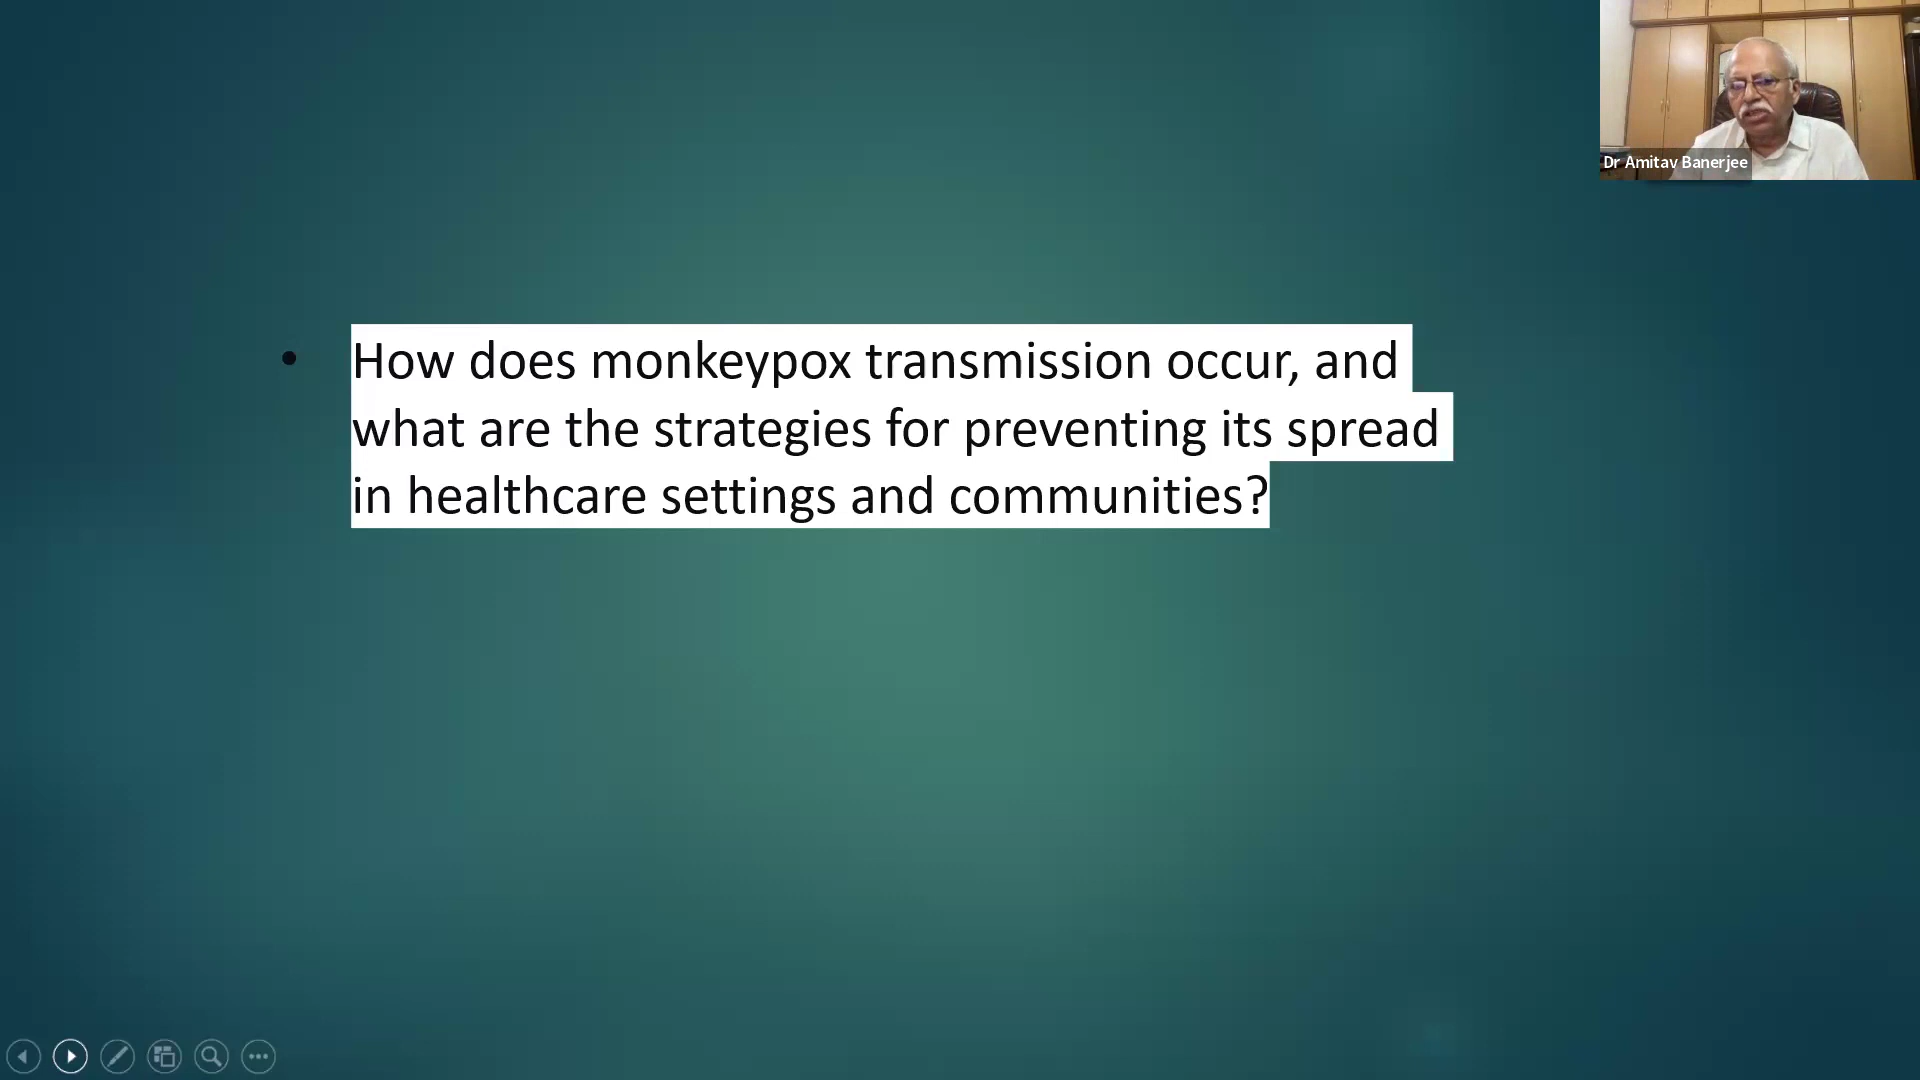 Dr Amitav Banerjee
• How does monkeypox transmission occur, and
what are the strategies for preventing its spread
in healthcare settings and communities?